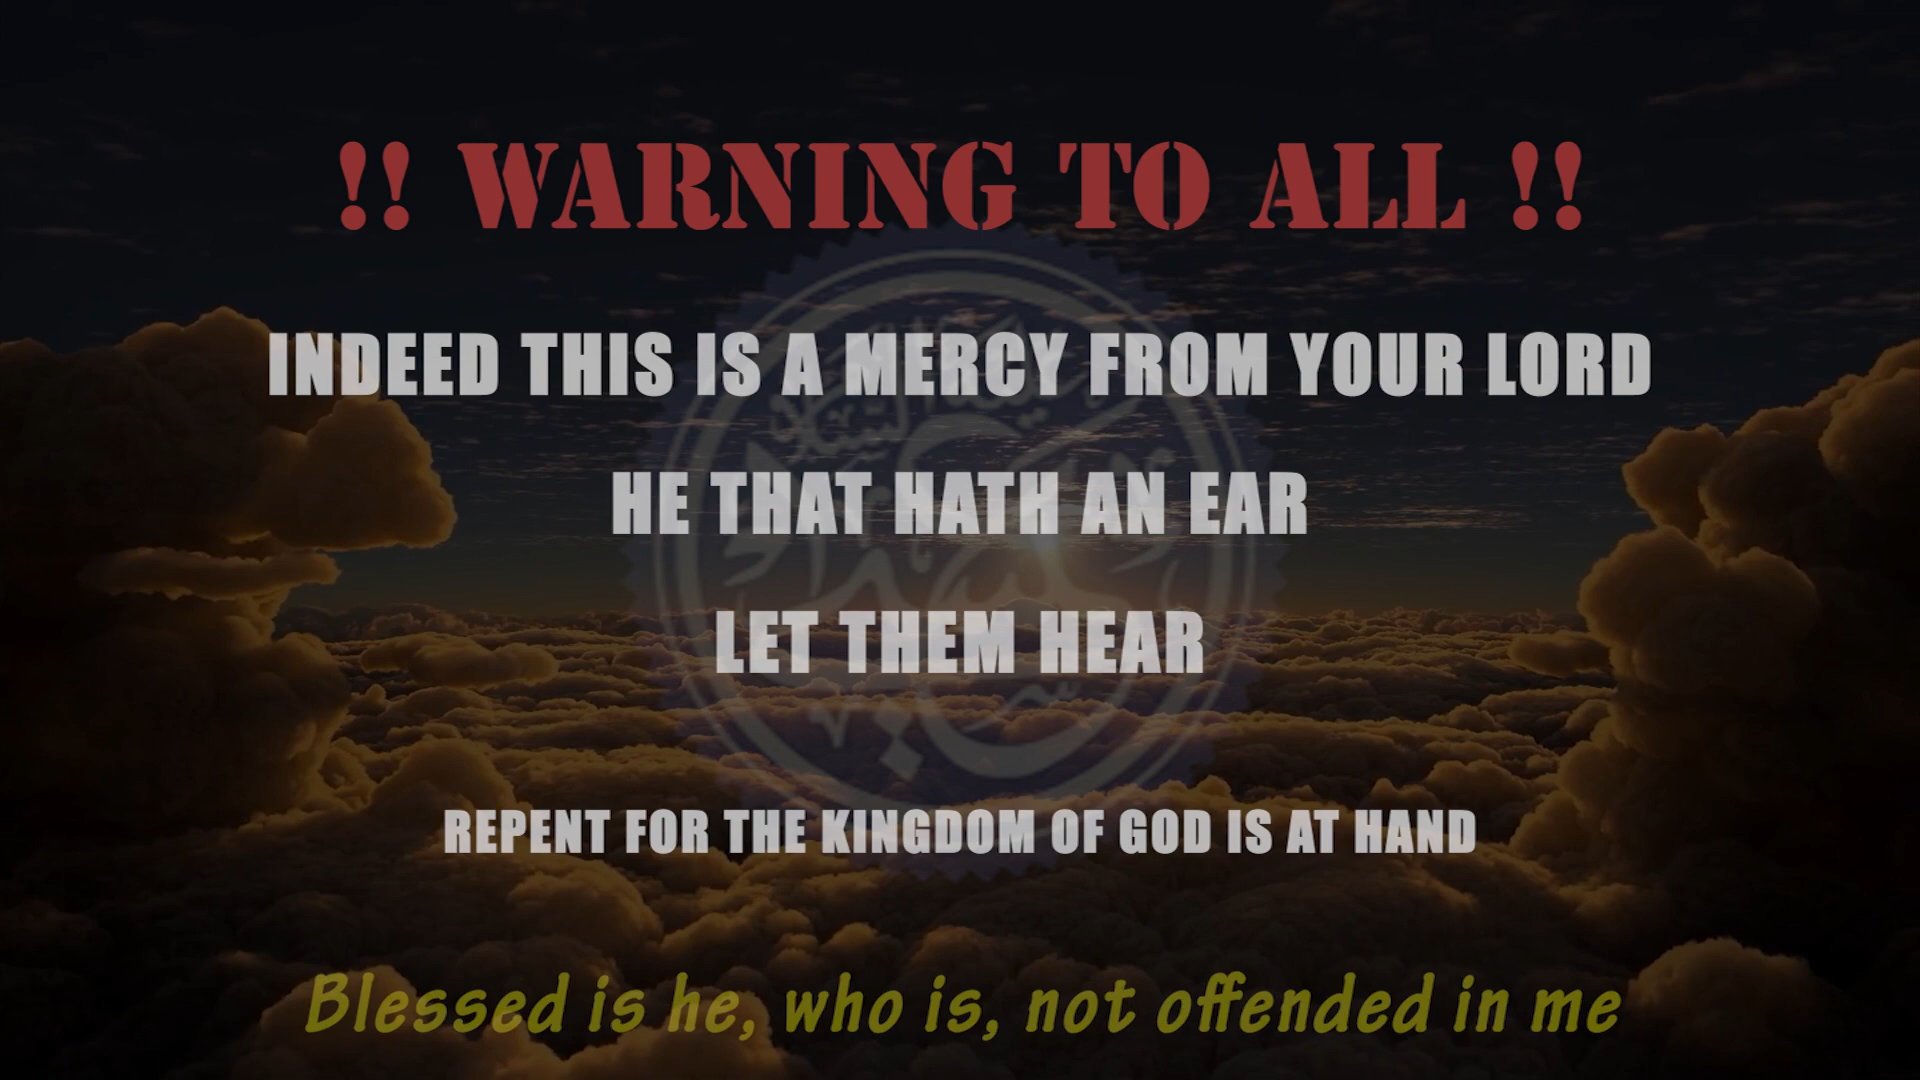 !! WARNING TO ALL !!
INDEED THIS IS A MERCY FROM YOUR LORD
HE THAT HATH AN EAR
LET THEM HEAR
REPENT FOR THE KINGDOM OF GOD IS AT HAND
Blessed is he, who is, not offended in me